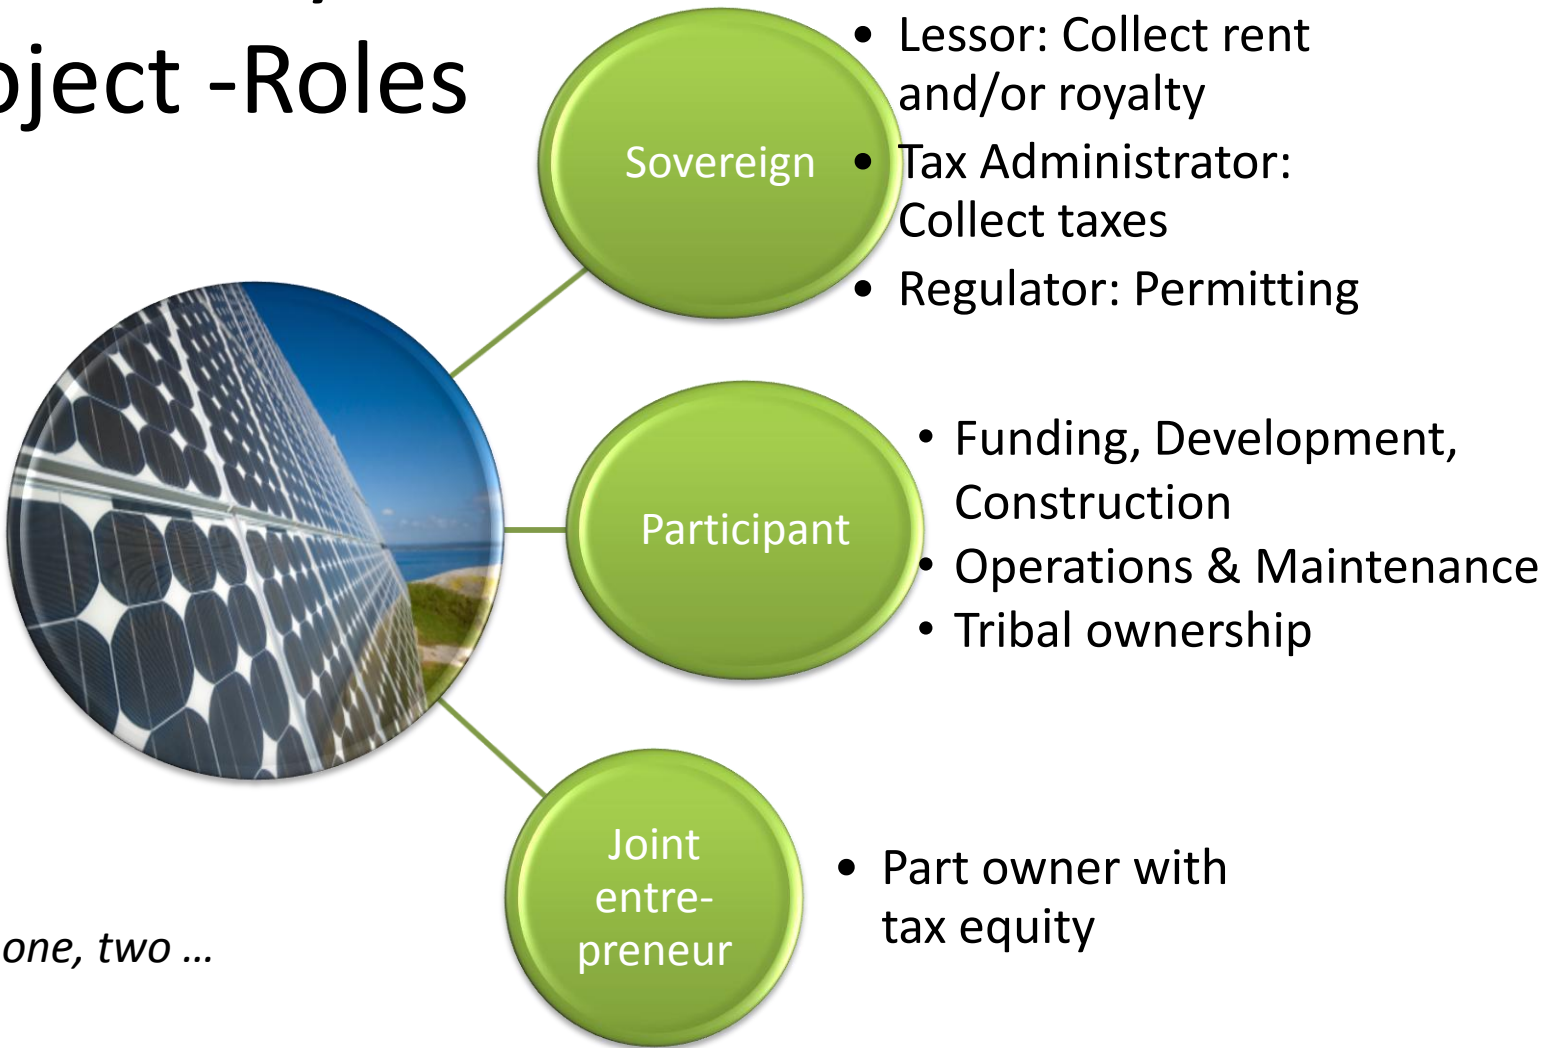 oject -Roles
Sovereign
• Lessor: Collect rent
and/or royalty
• Tax Administrator:
Collect taxes
• Regulator: Permitting
Participant
• Funding, Development,
Construction
• Operations & Maintenance
• Tribal ownership
Joint
entre-
preneur
• Part owner with
tax equity
one, two ...